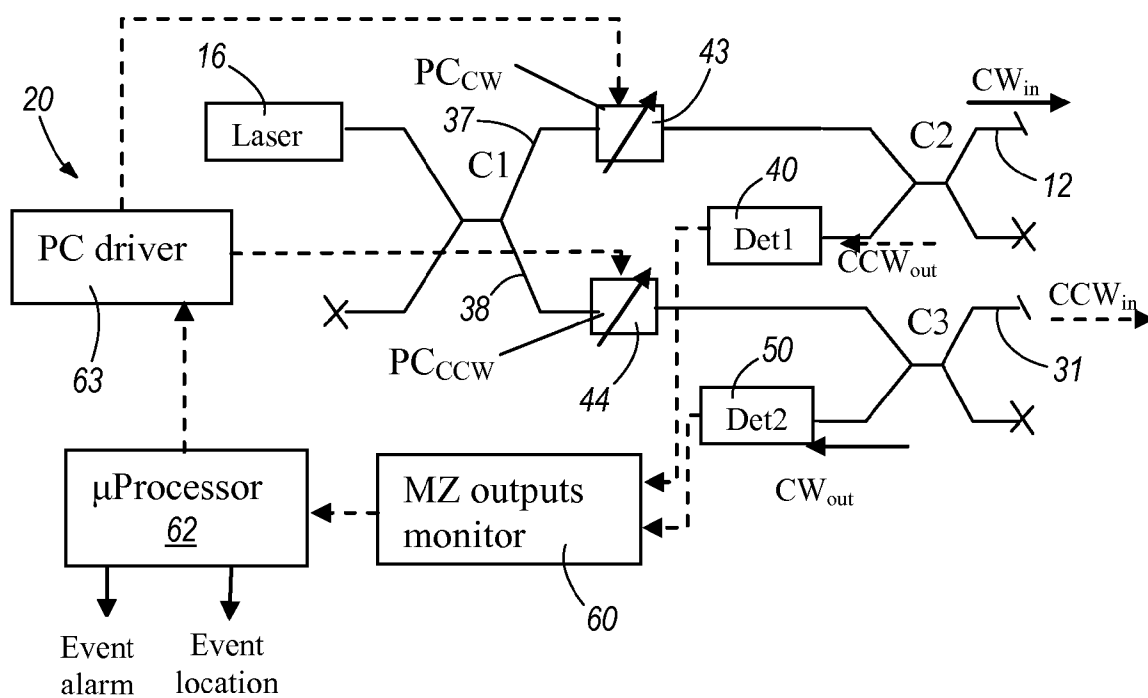 16
43
CW_in
PC_CW
20
Laser
37
C1
C2
12
40
PC driver
Det1
CCW_out
38
CCW_in
C3
63
PC_CCW
44
50
31
Det2
μProcessor
62
MZ outputs
monitor
CW_out
60
Event
alarm
Event
location